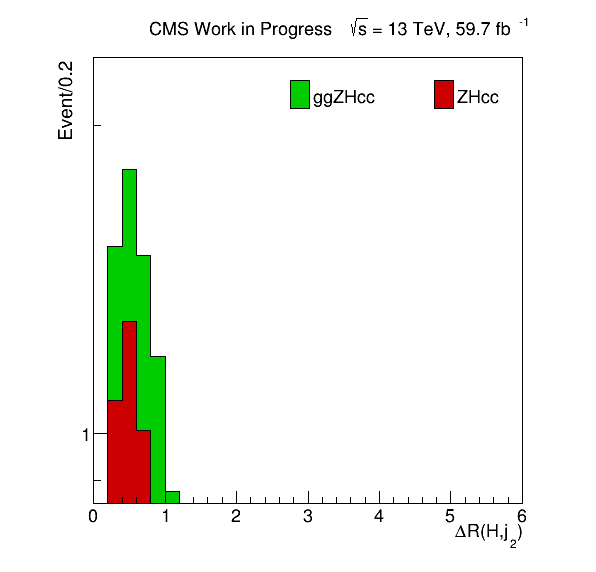 CMS Work in Progress √s = 13 TeV, 59.7 fb⁻¹
Event/0.2
ggZHcc ZHcc
1
0 1 2 3 4 5 6
ΔR(H,j₂)